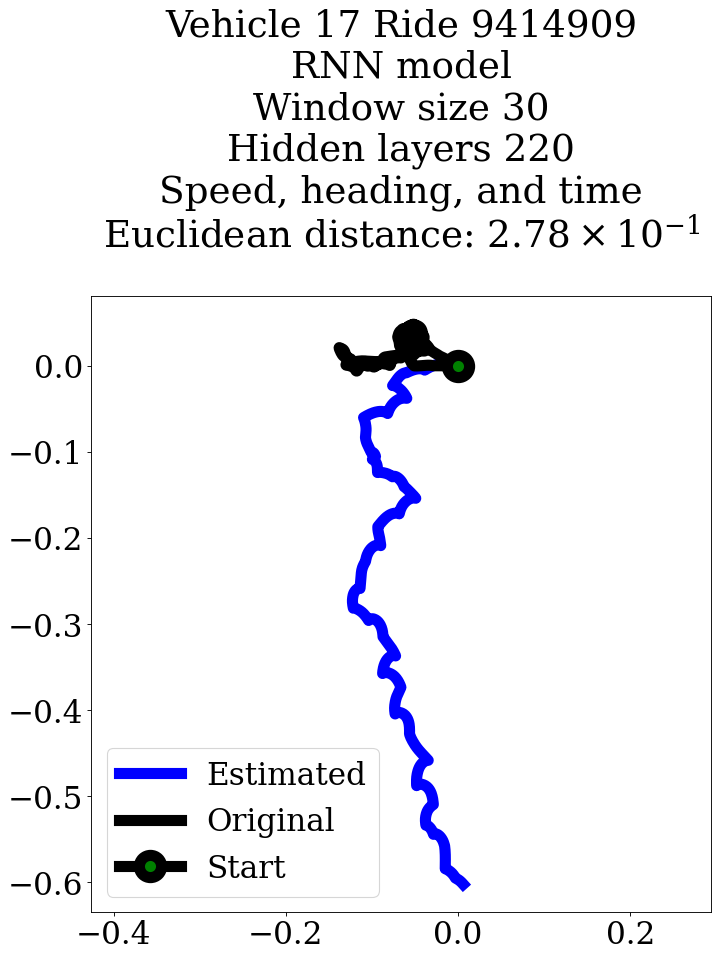 Vehicle 17 Ride 9414909
RNN model
Window size 30
Hidden layers 220
Speed, heading, and time
Euclidean distance: 2.78 × 10⁻¹
0.0
−0.1
−0.2
−0.3
−0.4
−0.5
−0.6
Estimated
Original
Start
−0.4 −0.2 0.0 0.2